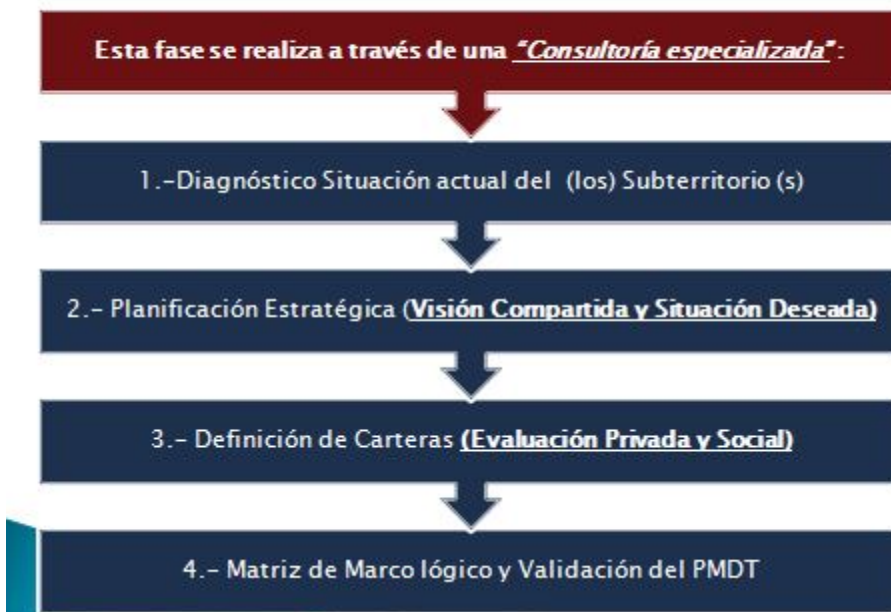 Esta fase se realiza a través de una “Consultoría especializada”:
1.-Diagnóstico Situación actual del (los) Subterritorio (s)
2.- Planificación Estratégica (Visión Compartida y Situación Deseada)
3.- Definición de Carteras (Evaluación Privada y Social)
4.- Matriz de Marco lógico y Validación del PMDT